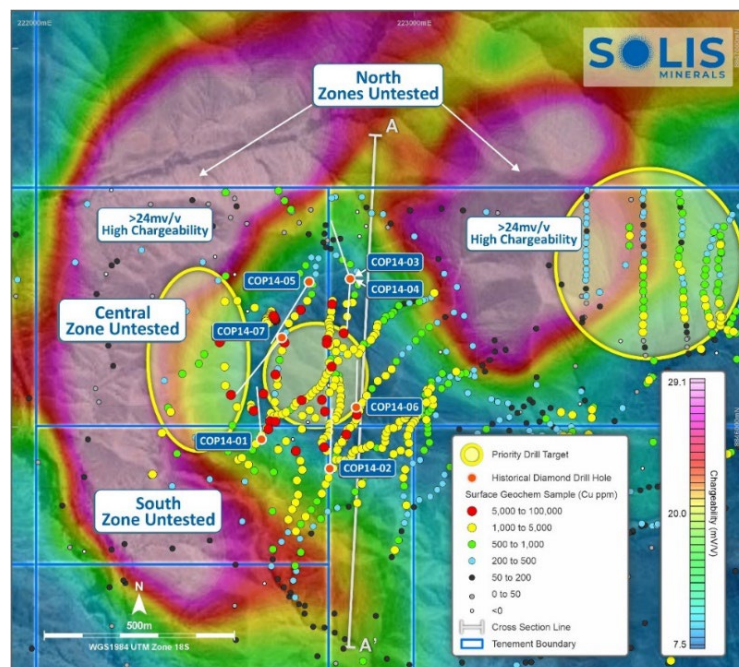 222000mE
223000mE
SOLIS
MINERALS
North
Zones Untested
A
>24mv/v
High Chargeability
>24mv/v
High Chargeability
COP14-05
COP14-03
COP14-04
Central
Zone Untested
COP14-07
COP14-06
COP14-01
COP14-02
South
Zone Untested
N
500m
WGS1984 UTM Zone 18S
A'
Priority Drill Target
Historical Diamond Drill Hole
Surface Geochem Sample (Cu ppm)
5,000 to 100,000
1,000 to 5,000
500 to 1,000
200 to 500
50 to 200
0 to 50
<0
Cross Section Line
Tenement Boundary
29.1
20.0
7.5
Chargeability (mV/V)